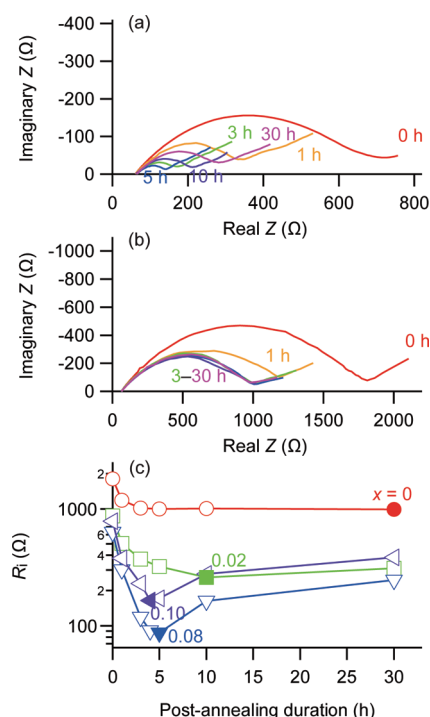 (a)
-400
-300
-200
-100
0
Imaginary Z (Ω)
3 h
30 h
0 h
1 h
5 h
10 h
0 200 400 600 800
Real Z (Ω)
(b)
-1000
-800
-600
-400
-200
0
Imaginary Z (Ω)
0 h
1 h
3–30 h
0 500 1000 1500 2000
Real Z (Ω)
(c)
2
1000
6
4
2
100
Ri (Ω)
x = 0
0.02
0.10
0.08
0 5 10 15 20 25 30
Post-annealing duration (h)